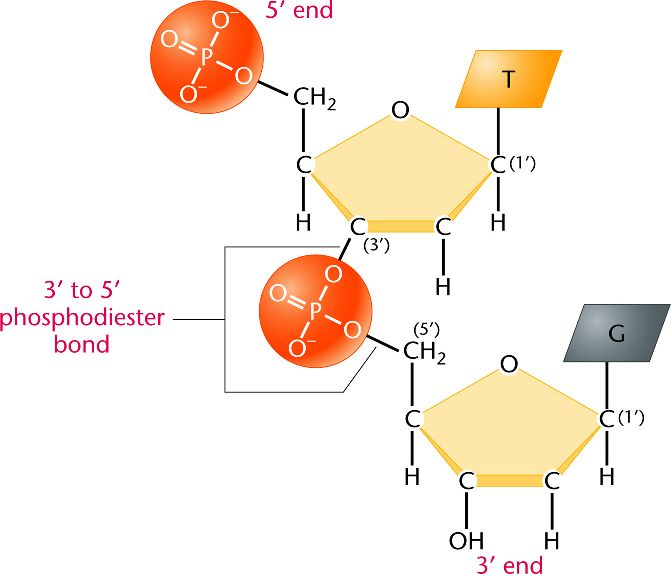 5′ end
O⁻
O
P
O
O⁻
CH₂
O
T
C
C (1′)
H
H
C (3′)
C
H
3′ to 5′
phosphodiester
bond
O
O
P
O
O⁻
(5′)
CH₂
O
G
C
C (1′)
H
H
C
C
OH
H
3′ end